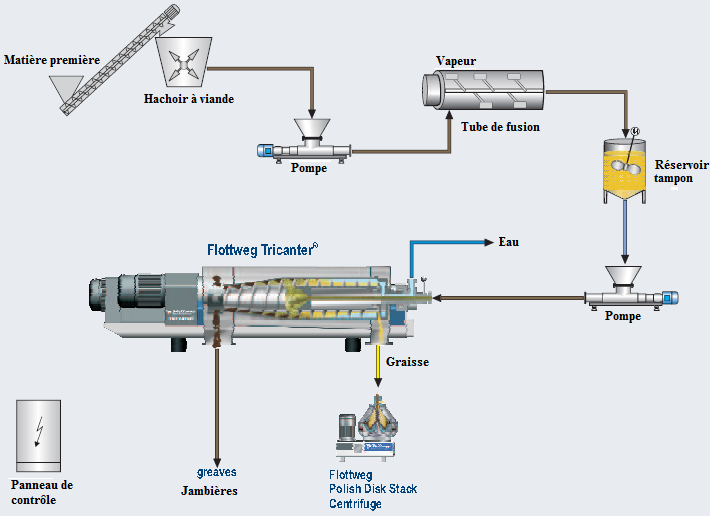 Matière première
Hachoir à viande
Pompe
Vapeur
Tube de fusion
Réservoir
tampon
Pompe
Eau
Flottweg Tricanter®
Graisse
greaves
Jambières
Flottweg
Polish Disk Stack
Centrifuge
Panneau de
contrôle